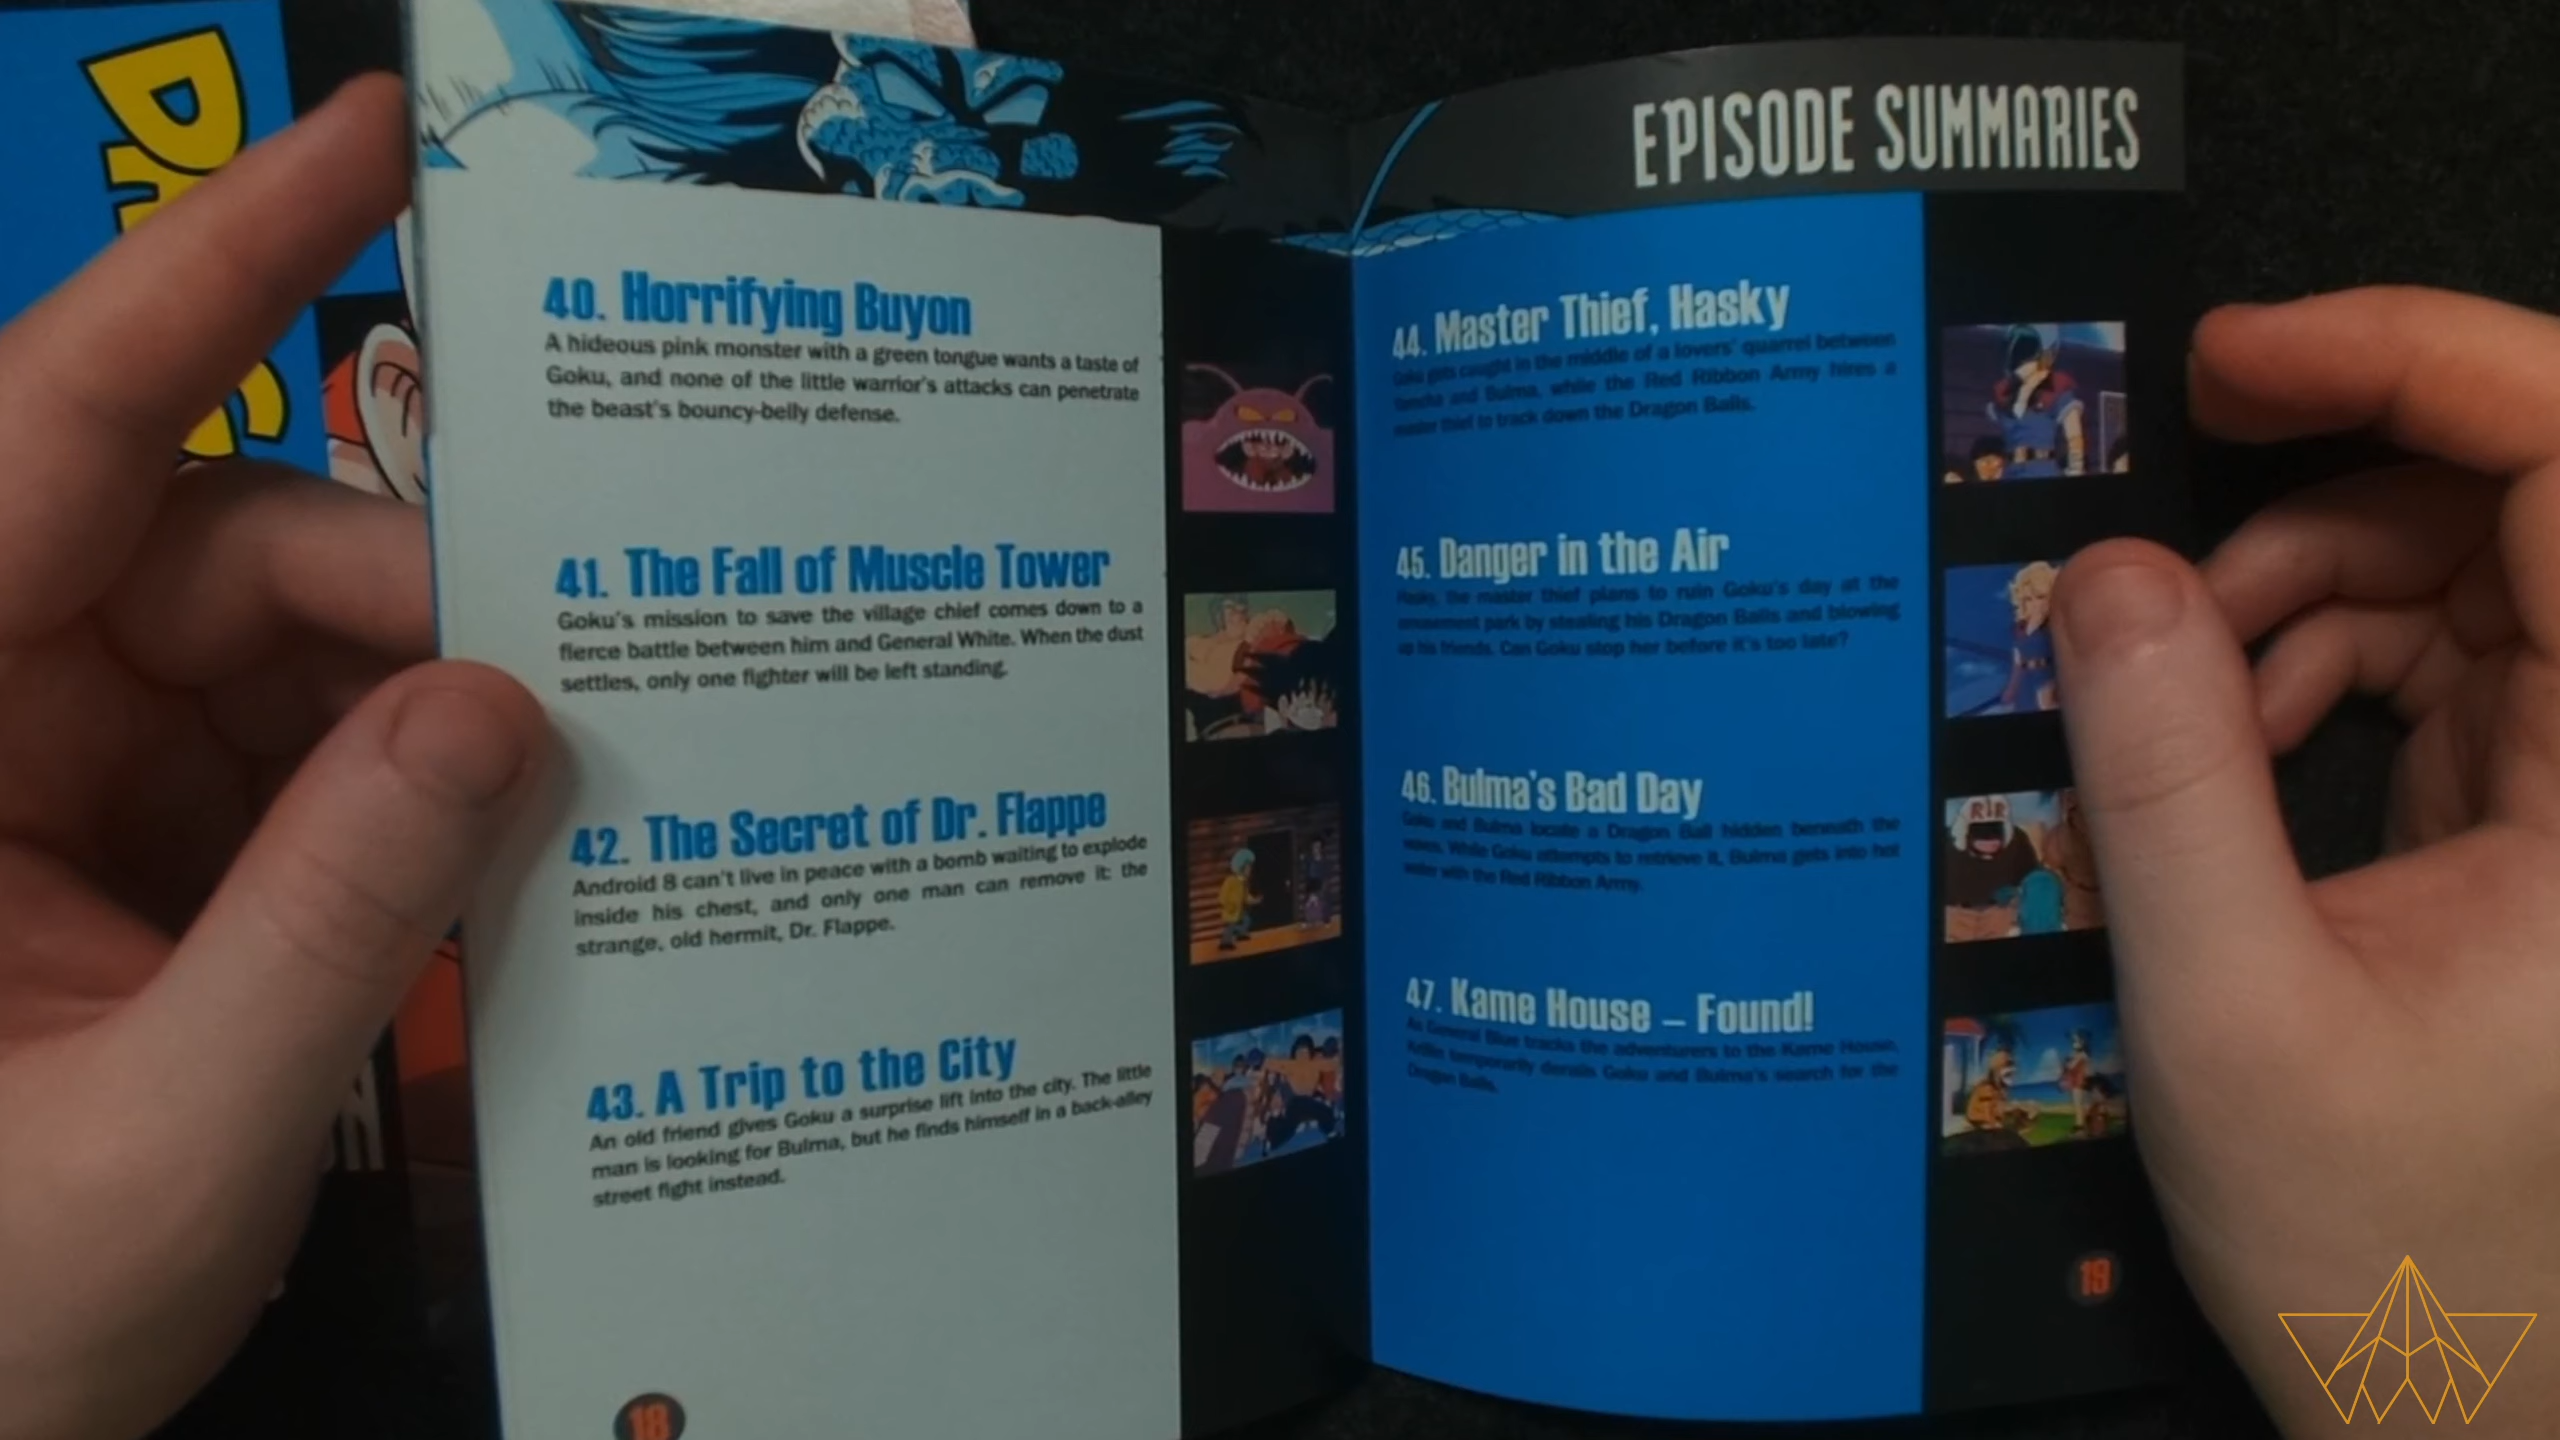 DRAG
EPISODE SUMMARIES
40. Horrifying Buyon
A hideous pink monster with a green tongue wants a taste of
Goku, and none of the little warrior's attacks can penetrate
the beast's bouncy-belly defense.
41. The Fall of Muscle Tower
Goku's mission to save the village chief comes down to a
fierce battle between him and General White. When the dust
settles, only one fighter will be left standing.
42. The Secret of Dr. Flappe
Android 8 can't live in peace with a bomb waiting to explode
inside his chest, and only one man can remove it: the
strange, old hermit, Dr. Flappe.
43. A Trip to the City
An old friend gives Goku a surprise lift into the city. The little
man is looking for Bulma, but he finds himself in a back-alley
street fight instead.
18
44. Master Thief, Hasky
Goku gets caught in the middle of a lovers' quarrel between
Yamcha and Bulma, while the Red Ribbon Army hires a
master thief to track down the Dragon Balls.
45. Danger in the Air
Hasky, the master thief plans to ruin Goku's day at the
amusement park by stealing his Dragon Balls and blowing
up his friends. Can Goku stop her before it's too late?
46. Bulma's Bad Day
Goku and Bulma locate a Dragon Ball hidden beneath the
waves. While Goku attempts to retrieve it, Bulma gets into hot
water with the Red Ribbon Army.
47. Kame House – Found!
As General Blue tracks the adventurers to the Kame House,
Krillin temporarily derails Goku and Bulma's search for the
Dragon Balls.
19